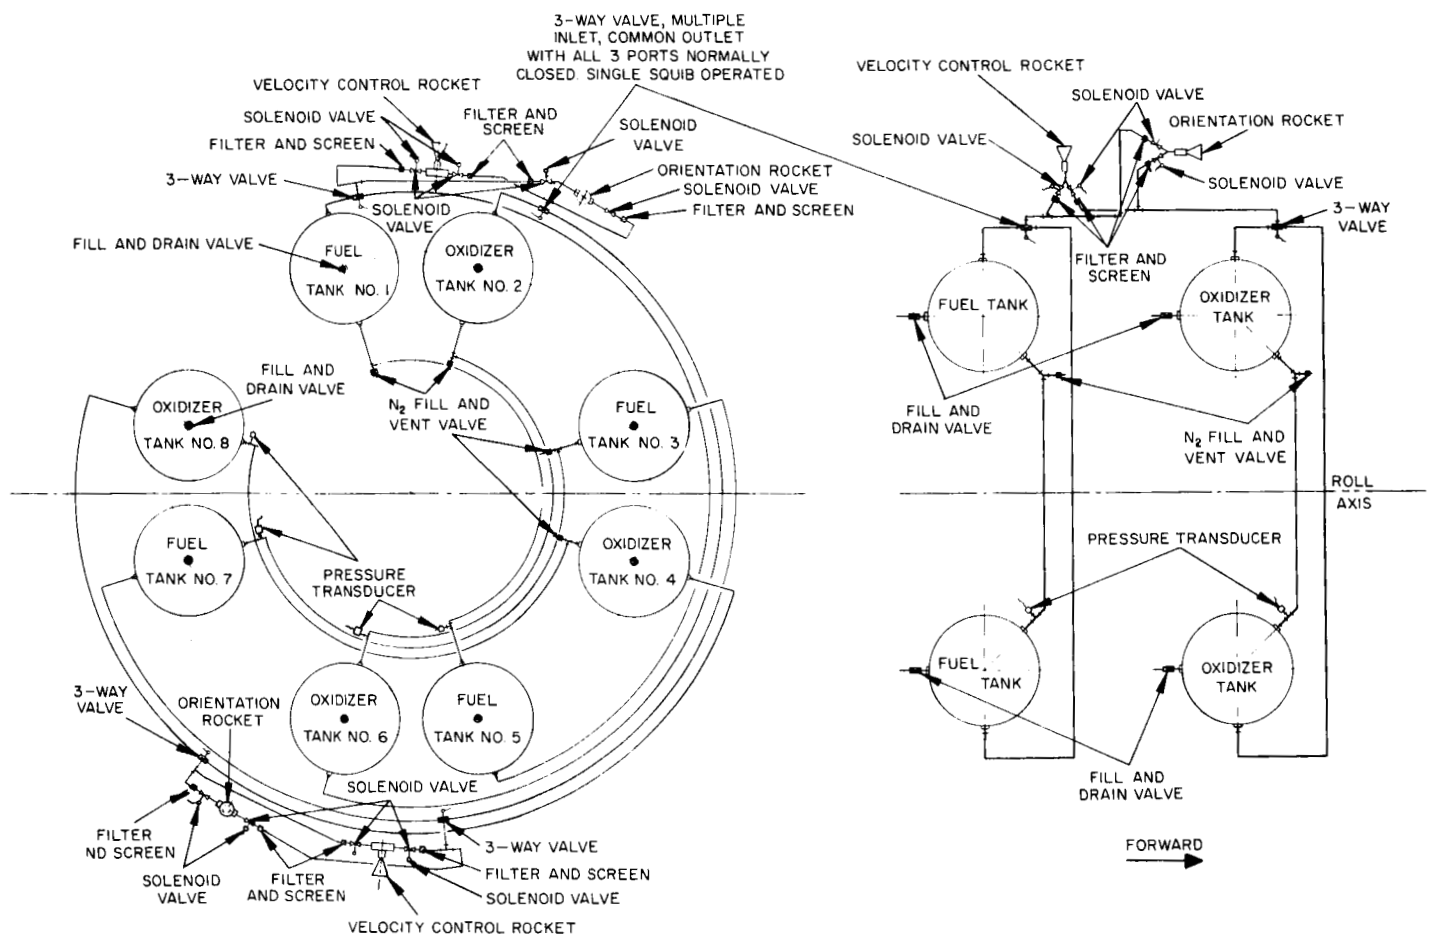 3-WAY VALVE, MULTIPLE
INLET, COMMON OUTLET
WITH ALL 3 PORTS NORMALLY
CLOSED. SINGLE SQUIB OPERATED
VELOCITY CONTROL ROCKET
SOLENOID VALVE
FILTER AND SCREEN
3-WAY VALVE
FILTER AND
SCREEN
SOLENOID
VALVE
ORIENTATION ROCKET
SOLENOID VALVE
FILTER AND SCREEN
SOLENOID
VALVE
FILL AND DRAIN VALVE
FUEL
TANK NO. 1
OXIDIZER
TANK NO. 2
FILL AND
DRAIN VALVE
N2 FILL AND
VENT VALVE
OXIDIZER
TANK NO. 8
FUEL
TANK NO. 3
FUEL
TANK NO. 7
OXIDIZER
TANK NO. 4
PRESSURE
TRANSDUCER
OXIDIZER
TANK NO. 6
FUEL
TANK NO. 5
3-WAY
VALVE
ORIENTATION
ROCKET
SOLENOID VALVE
FILTER
ND SCREEN
SOLENOID
VALVE
FILTER
AND SCREEN
3-WAY VALVE
FILTER AND SCREEN
SOLENOID VALVE
VELOCITY CONTROL ROCKET
VELOCITY CONTROL ROCKET
SOLENOID VALVE
ORIENTATION ROCKET
SOLENOID VALVE
SOLENOID VALVE
3-WAY
VALVE
FILTER AND
SCREEN
FUEL TANK
OXIDIZER
TANK
FILL AND
DRAIN VALVE
N2 FILL AND
VENT VALVE
ROLL
AXIS
PRESSURE TRANSDUCER
FUEL
TANK
OXIDIZER
TANK
FILL AND
DRAIN VALVE
FORWARD